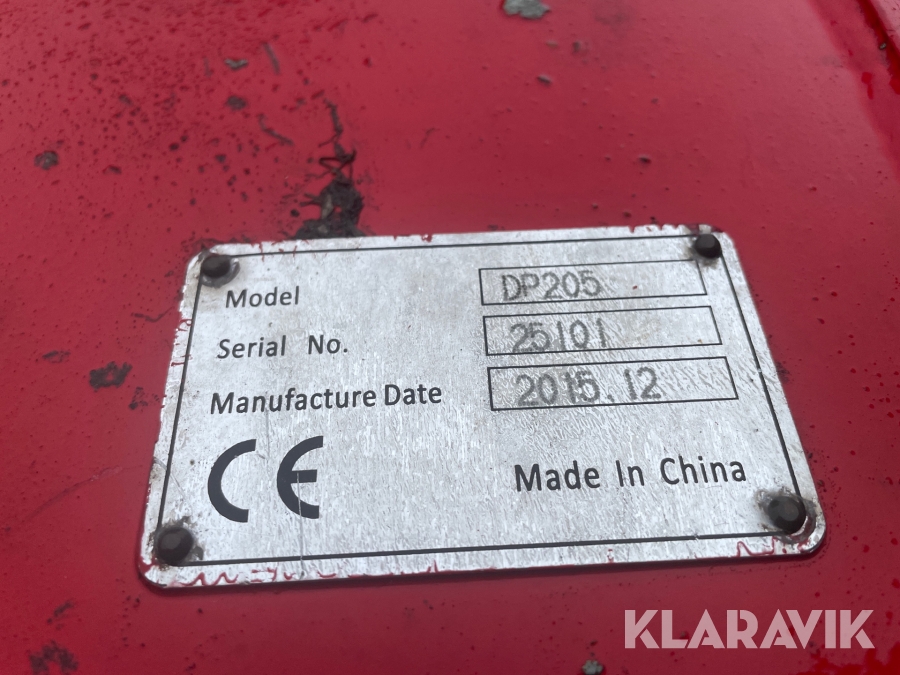 Model DP205
Serial No. 25101
Manufacture Date 2015.12
CE Made In China
KLARAVIK